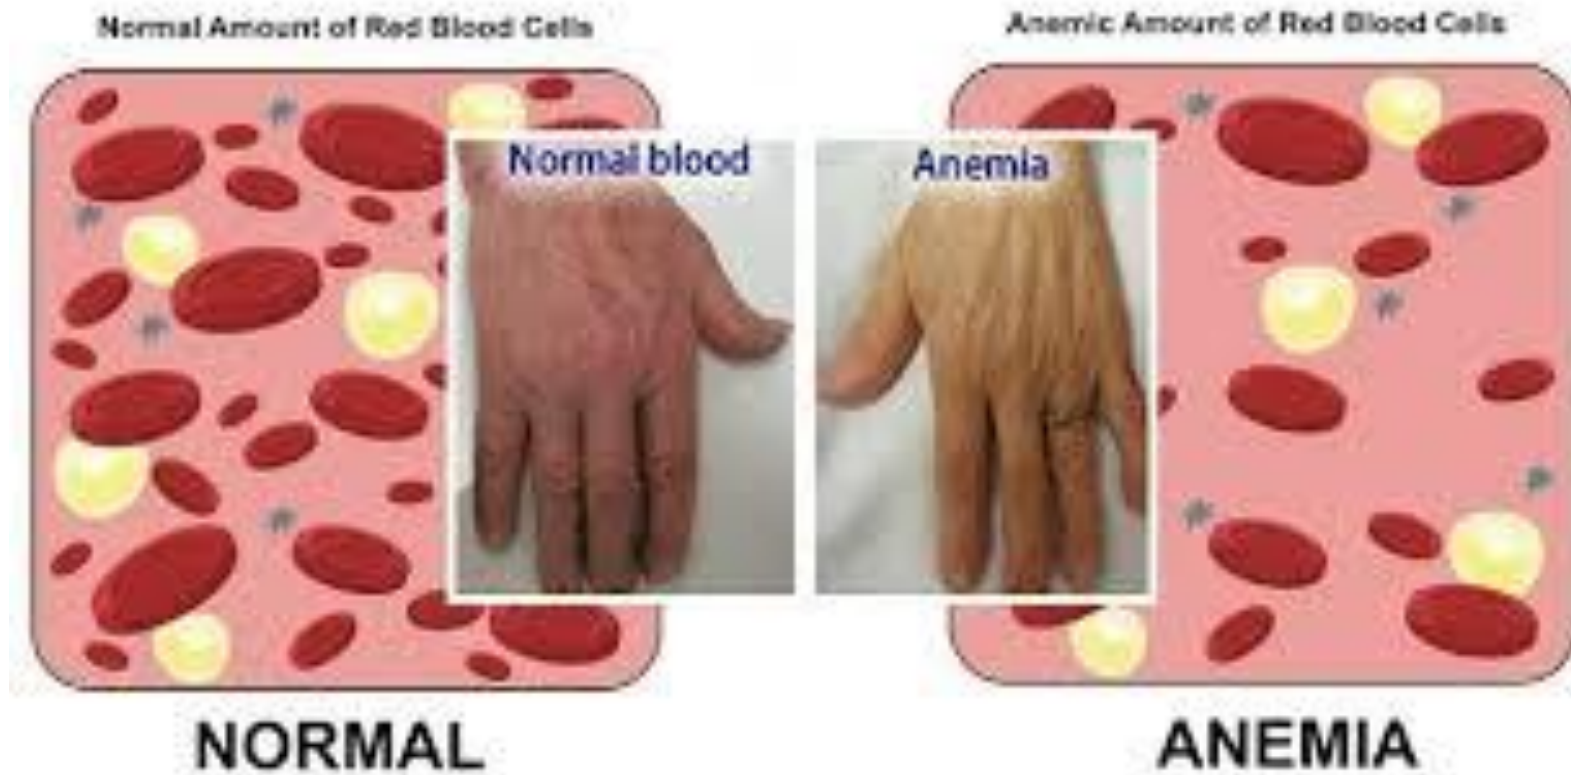 Normal Amount of Red Blood Cells
Anemic Amount of Red Blood Cells
Normal blood
Anemia
NORMAL
ANEMIA